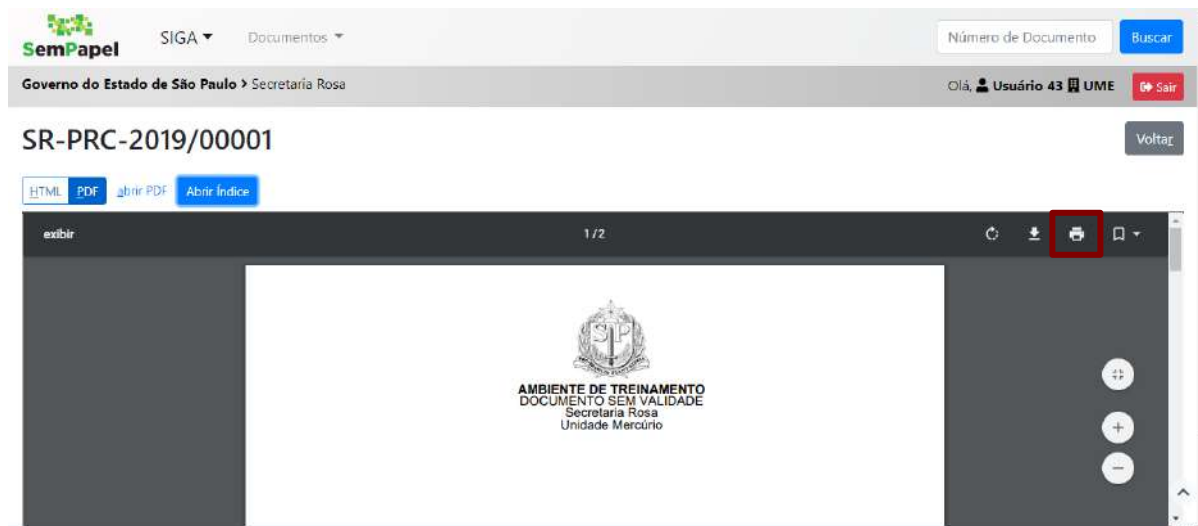 SemPapel
SIGA
Documentos
Número de Documento
Buscar
Governo do Estado de São Paulo > Secretaria Rosa
Olá, Usuário 43 UME
Sair
SR-PRC-2019/00001
Voltar
HTML
PDF
abrir PDF
Abrir Índice
exibir
1 / 2
SP
AMBIENTE DE TREINAMENTO
DOCUMENTO SEM VALIDADE
Secretaria Rosa
Unidade Mercúrio